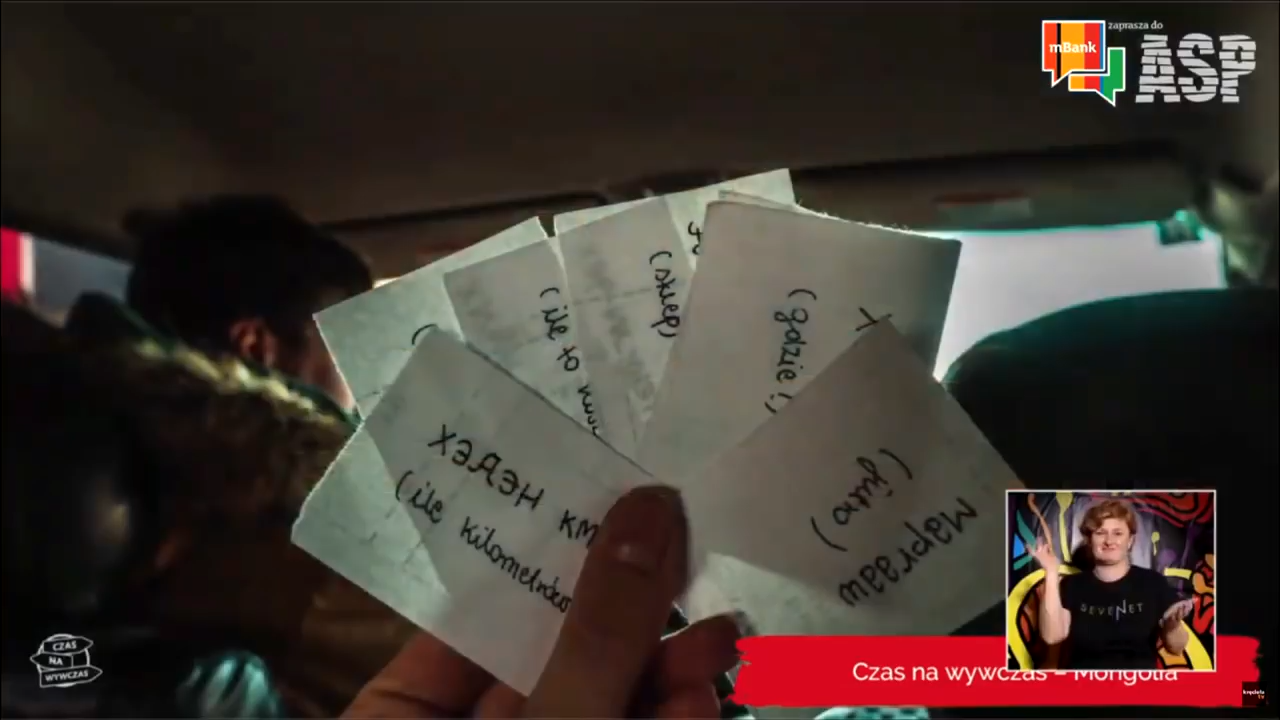 zaprasza do
mBank
ASP
(sklep)
(ile to
(gdzie?)
хэдэн км
(ile kilometrów
(jutro)
маргааш
SEVENET
CZAS
NA
WYWCZAS
Czas na wywczas – Mongolia